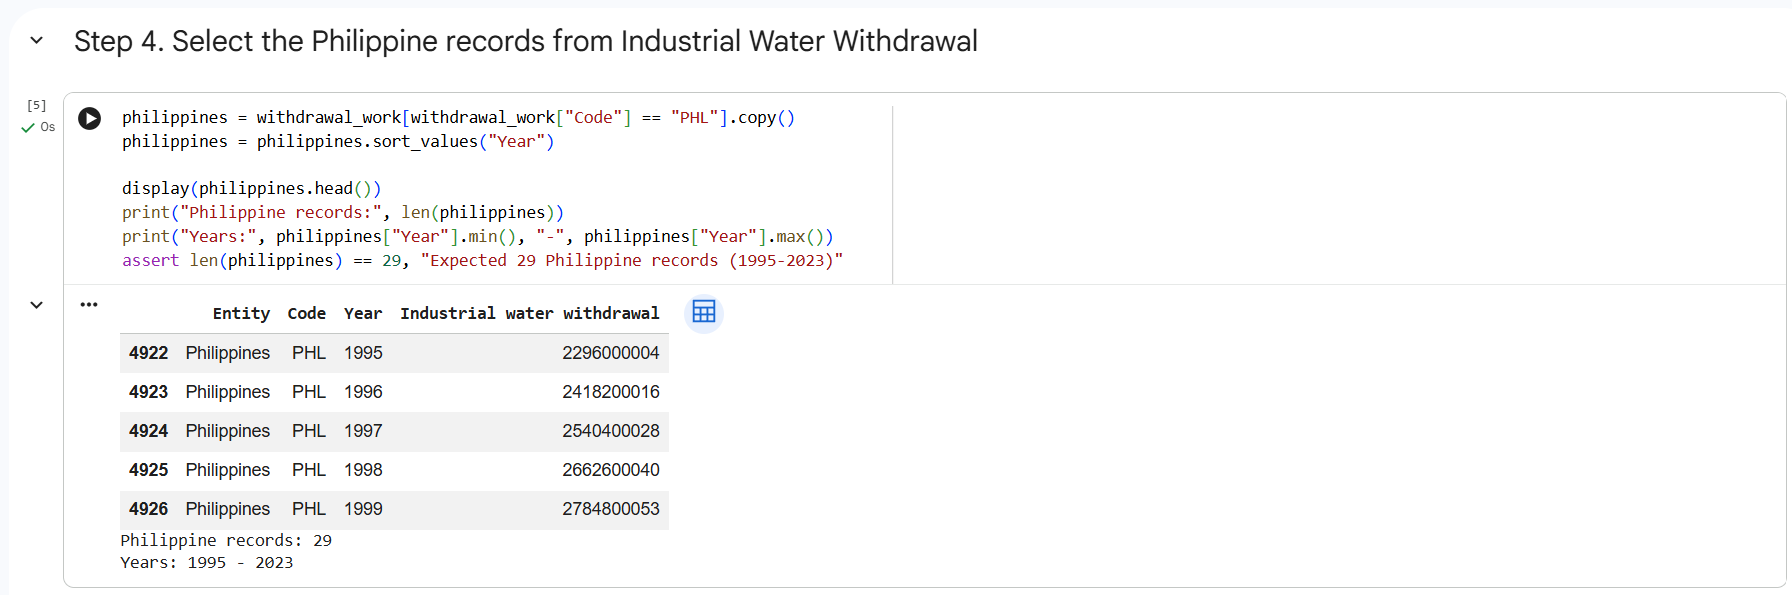 Step 4. Select the Philippine records from Industrial Water Withdrawal
[5]
0s
philippines = withdrawal_work[withdrawal_work["Code"] == "PHL"].copy()
philippines = philippines.sort_values("Year")
display(philippines.head())
print("Philippine records:", len(philippines))
print("Years:", philippines["Year"].min(), "-", philippines["Year"].max())
assert len(philippines) == 29, "Expected 29 Philippine records (1995-2023)"
Entity Code Year Industrial water withdrawal
4922 Philippines PHL 1995 2296000004
4923 Philippines PHL 1996 2418200016
4924 Philippines PHL 1997 2540400028
4925 Philippines PHL 1998 2662600040
4926 Philippines PHL 1999 2784800053
Philippine records: 29
Years: 1995 - 2023